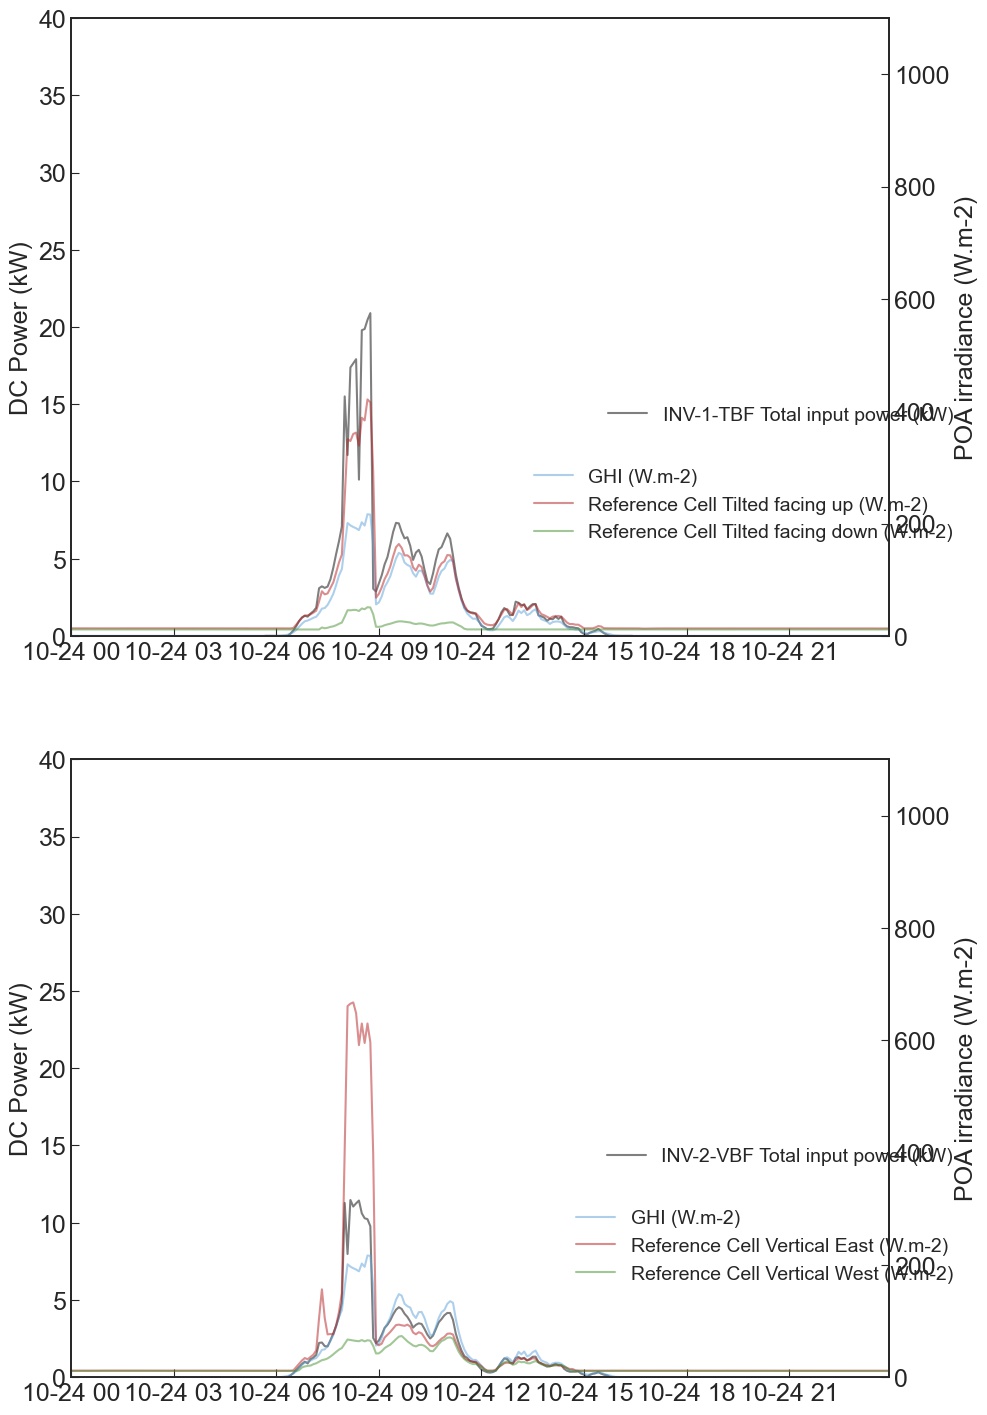 40
35
30
25
20
15
10
5
0
DC Power (kW)
1000
800
600
400
200
0
POA irradiance (W.m-2)
INV-1-TBF Total input power (kW)
GHI (W.m-2)
Reference Cell Tilted facing up (W.m-2)
Reference Cell Tilted facing down (W.m-2)
10-24 00 10-24 03 10-24 06 10-24 09 10-24 12 10-24 15 10-24 18 10-24 21
40
35
30
25
20
15
10
5
0
DC Power (kW)
1000
800
600
400
200
0
POA irradiance (W.m-2)
INV-2-VBF Total input power (kW)
GHI (W.m-2)
Reference Cell Vertical East (W.m-2)
Reference Cell Vertical West (W.m-2)
10-24 00 10-24 03 10-24 06 10-24 09 10-24 12 10-24 15 10-24 18 10-24 21